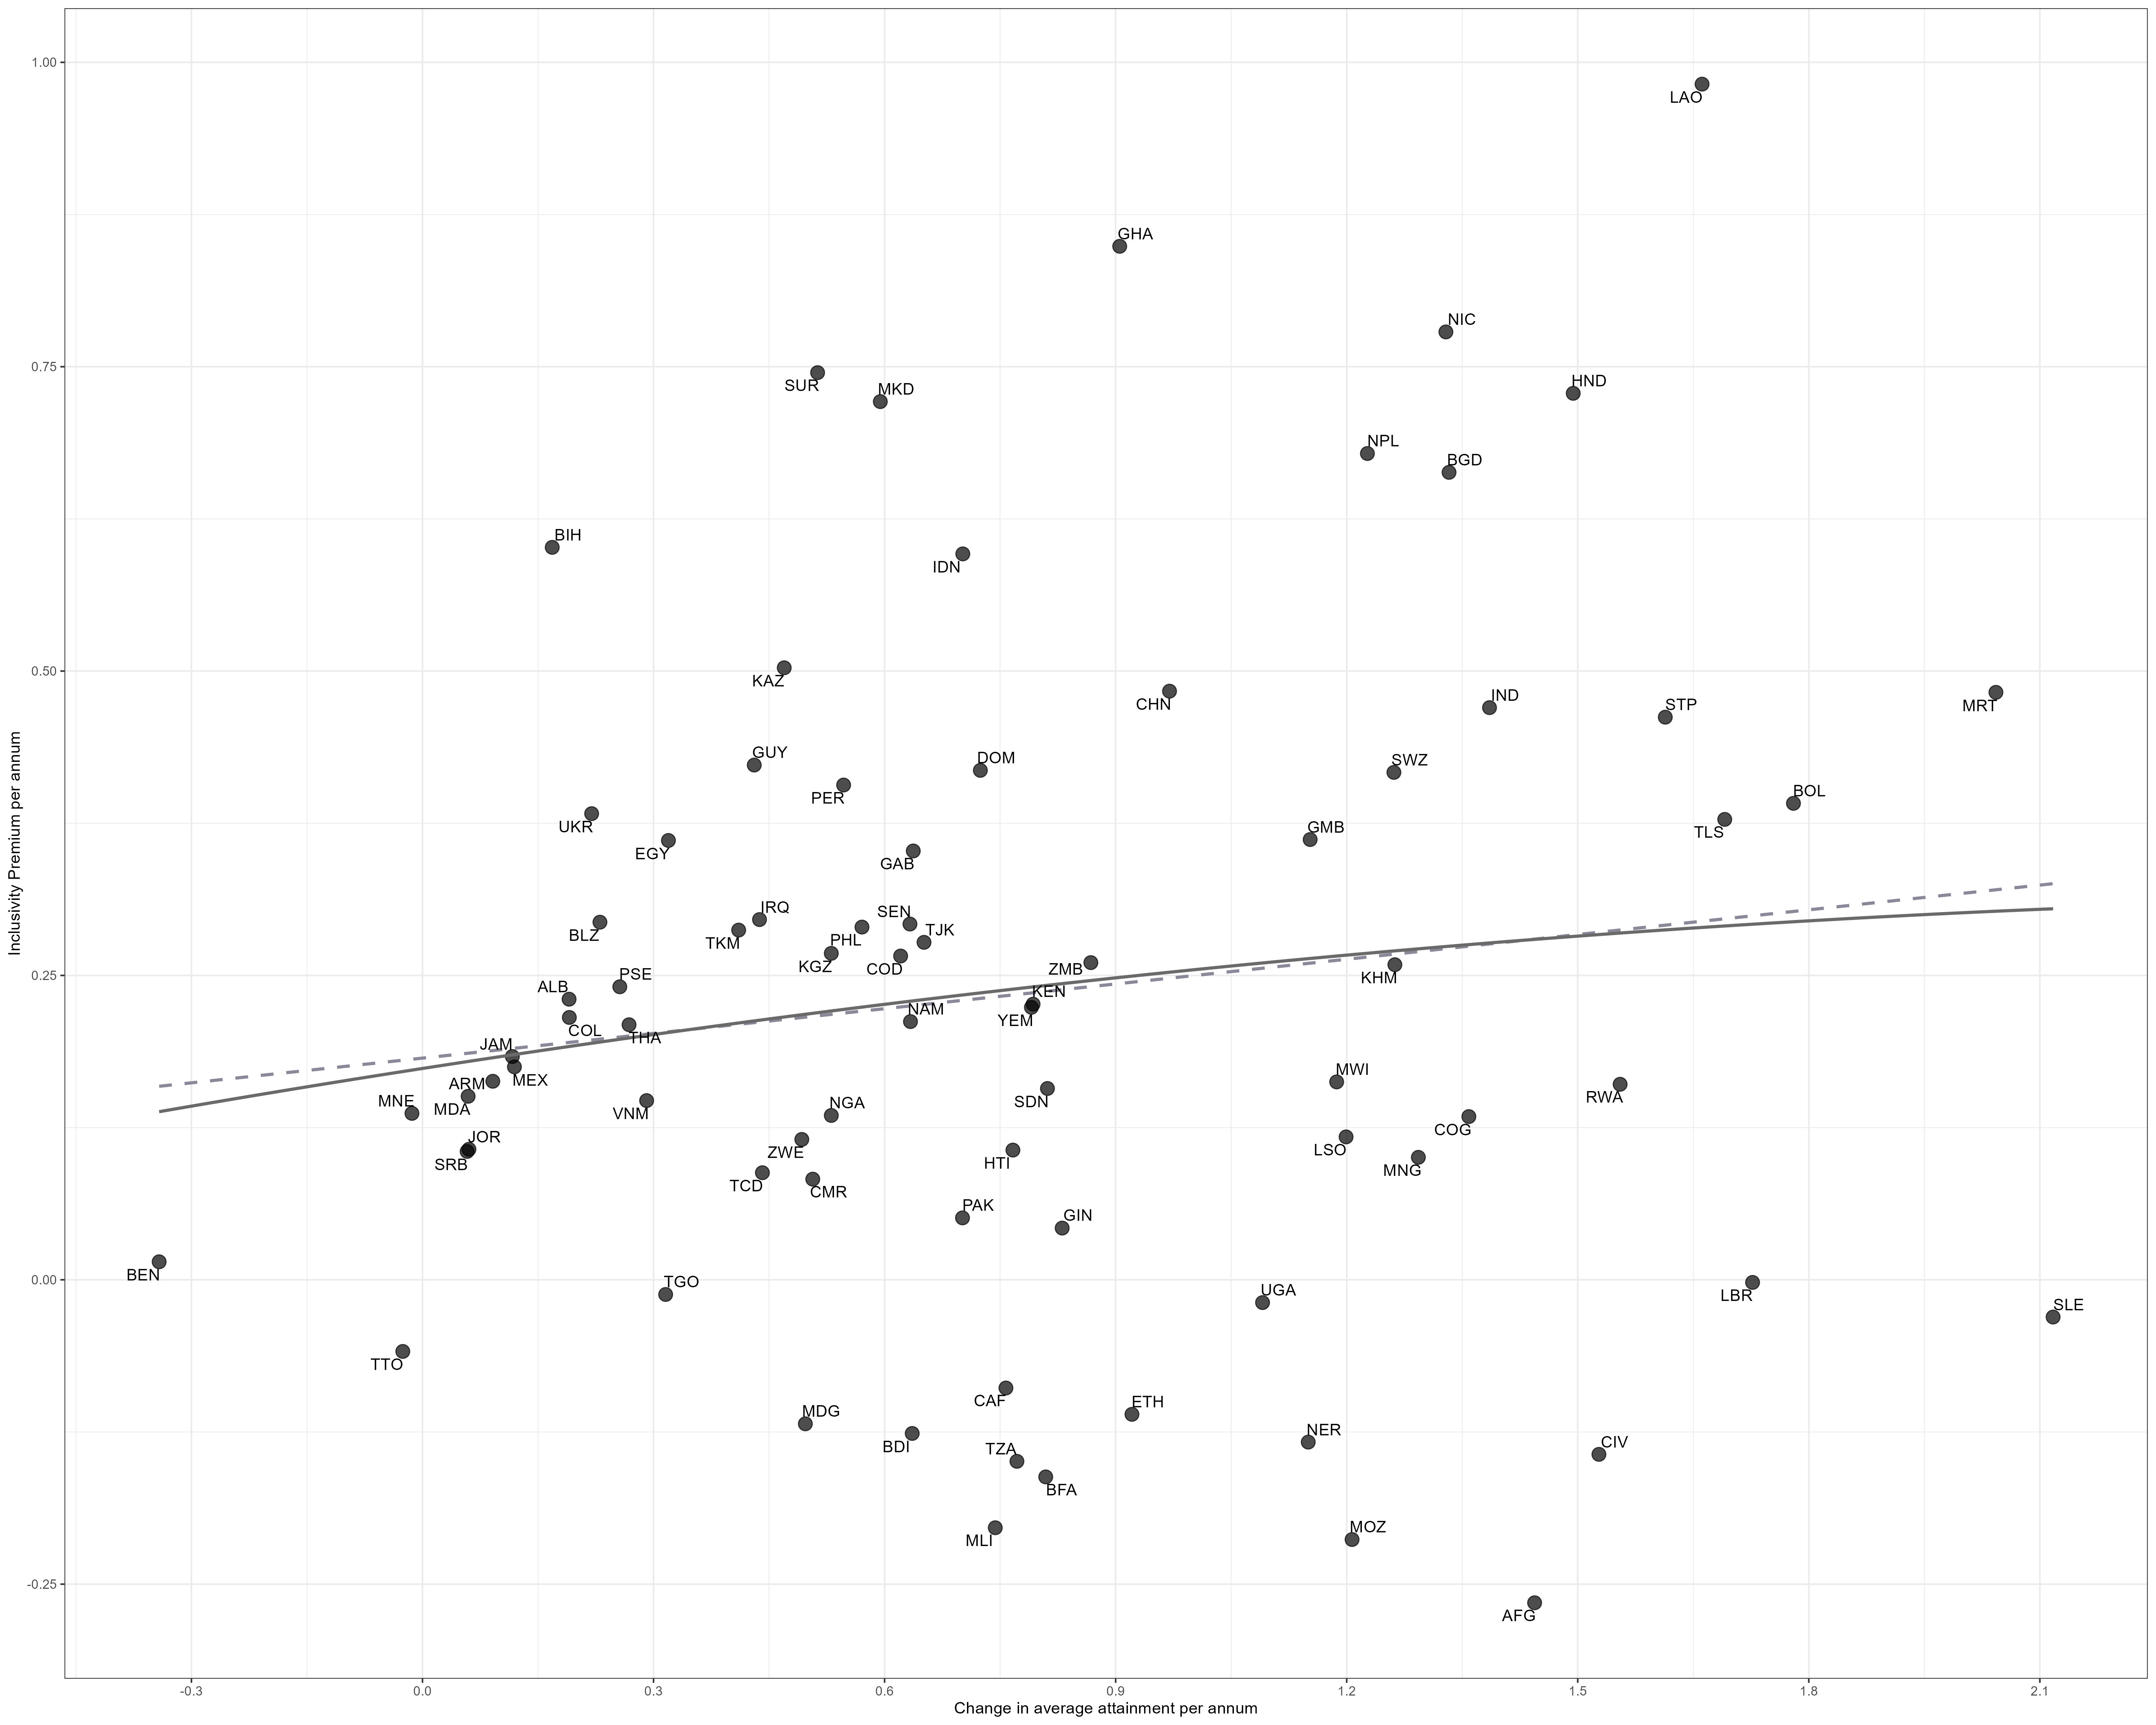 1.00
LAO
GHA
NIC
0.75
SUR
MKD
HND
NPL
BGD
BIH
IDN
0.50
KAZ
CHN
IND
STP
MRT
GUY
DOM
SWZ
PER
BOL
UKR
GMB
TLS
EGY
GAB
IRQ
SEN
BLZ
TKM
PHL
TJK
KGZ
COD
ZMB
0.25
KHM
PSE
ALB
KEN
COL
THA
NAM
YEM
JAM
MEX
ARM
MDA
MNE
VNM
NGA
SDN
MWI
RWA
COG
JOR
SRB
ZWE
HTI
LSO
MNG
TCD
CMR
PAK
GIN
BEN
0.00
TGO
UGA
LBR
SLE
TTO
CAF
ETH
MDG
BDI
NER
TZA
CIV
BFA
MLI
MOZ
-0.25
AFG
-0.3 0.0 0.3 0.6 0.9 1.2 1.5 1.8 2.1
Change in average attainment per annum
Inclusivity Premium per annum